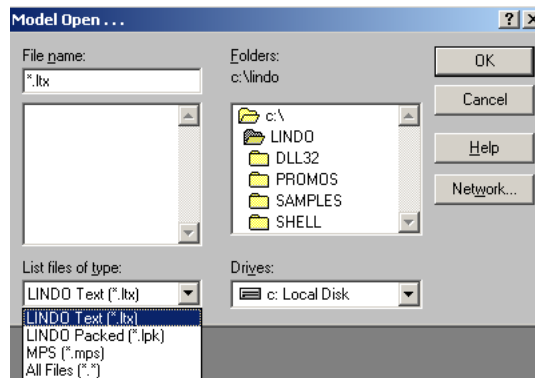 Model Open . . .
File name:
*.ltx
Folders:
c:\lindo
c:\
LINDO
DLL32
PROMOS
SAMPLES
SHELL
OK
Cancel
Help
Network...
List files of type:
LINDO Text (*.ltx)
LINDO Text (*.ltx)
LINDO Packed (*.lpk)
MPS (*.mps)
All Files (*.*)
Drives:
c: Local Disk